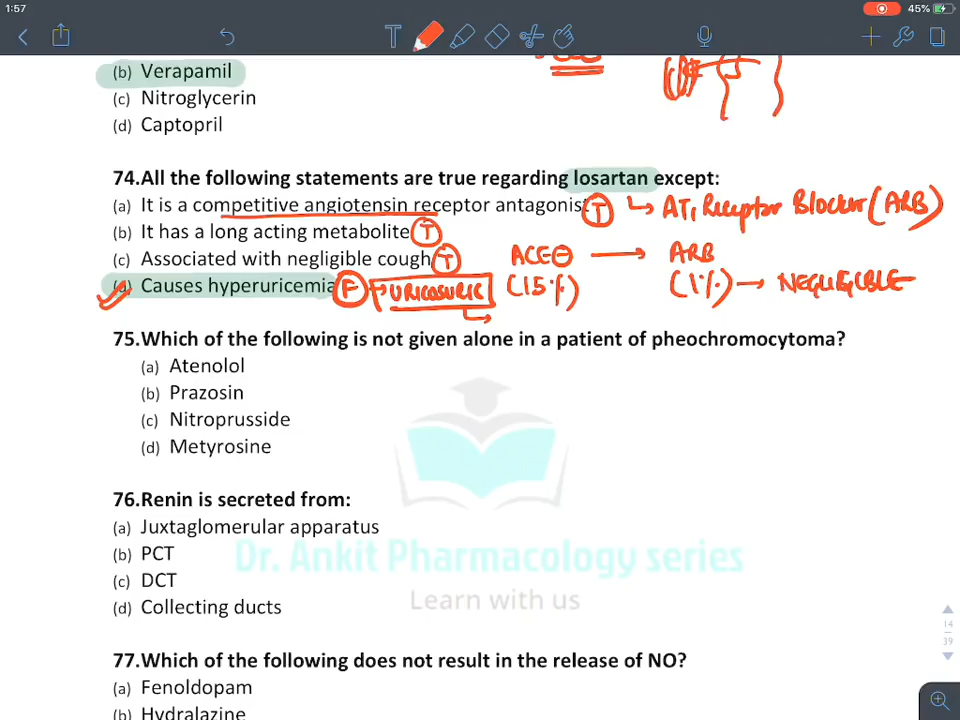 1:57
45%
T
(b) Verapamil
(c) Nitroglycerin
(d) Captopril
74.All the following statements are true regarding losartan except:
(a) It is a competitive angiotensin receptor antagonist T → AT1 Receptor Blocker (ARB)
(b) It has a long acting metabolite T
(c) Associated with negligible cough T ACE⊖ → ARB
(d) Causes hyperuricemia F → URICOSURIC (15%) (1%) → NEGLIGIBLE
75.Which of the following is not given alone in a patient of pheochromocytoma?
(a) Atenolol
(b) Prazosin
(c) Nitroprusside
(d) Metyrosine
76.Renin is secreted from:
(a) Juxtaglomerular apparatus
(b) PCT
(c) DCT
(d) Collecting ducts
Dr. Ankit Pharmacology series
Learn with us
14
39
77.Which of the following does not result in the release of NO?
(a) Fenoldopam
(b) Hydralazine